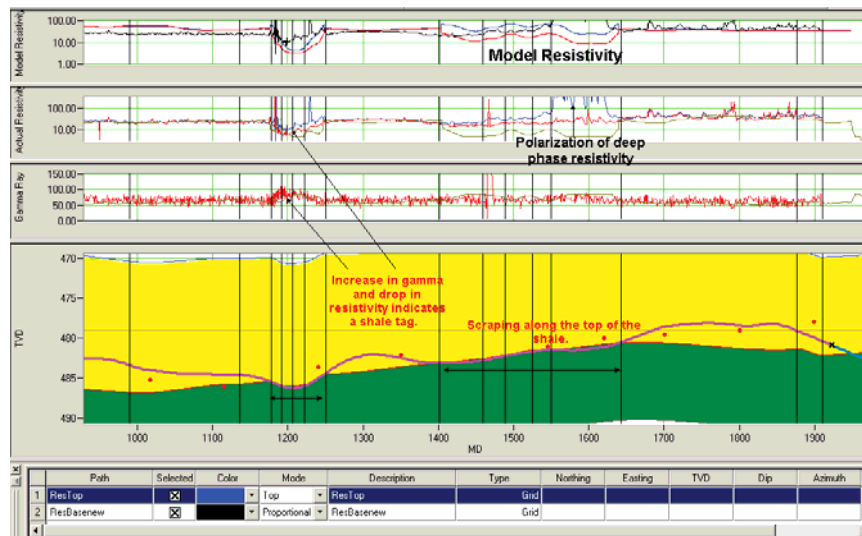 Model Resistivity
100.00
10.00
1.00
Model Resistivity
Actual Resistivity
100.00
10.00
Polarization of deep
phase resistivity
Gamma Ray
150.00
100.00
50.00
0.00
TVD
470
475
480
485
490
Increase in gamma
and drop in
resistivity indicates
a shale tag.
Scraping along the top of the
shale.
1000 1100 1200 1300 1400 1500 1600 1700 1800 1900
MD
Path Selected Color Mode Description Type Northing Easting TVD Dip Azimuth
1 ResTop Top ResTop Grid
2 ResBasenew Proportional ResBasenew Grid